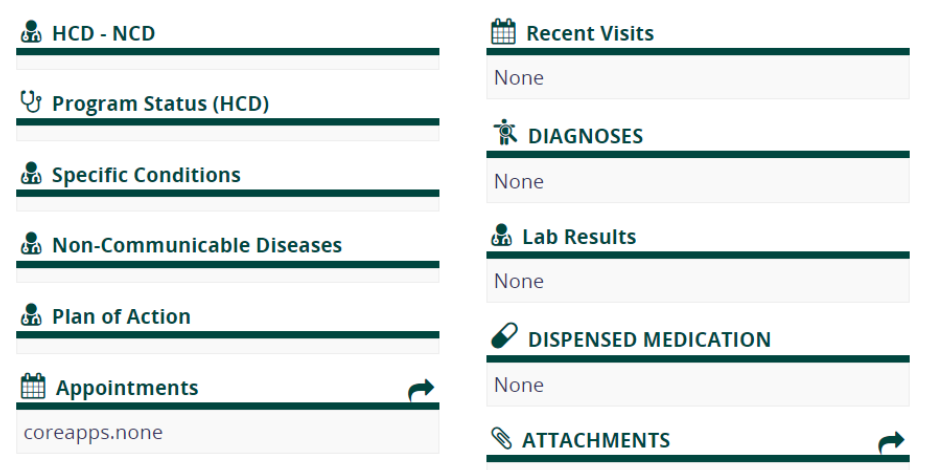 HCD - NCD
Program Status (HCD)
Specific Conditions
Non-Communicable Diseases
Plan of Action
Appointments
coreapps.none
Recent Visits
None
DIAGNOSES
None
Lab Results
None
DISPENSED MEDICATION
None
ATTACHMENTS